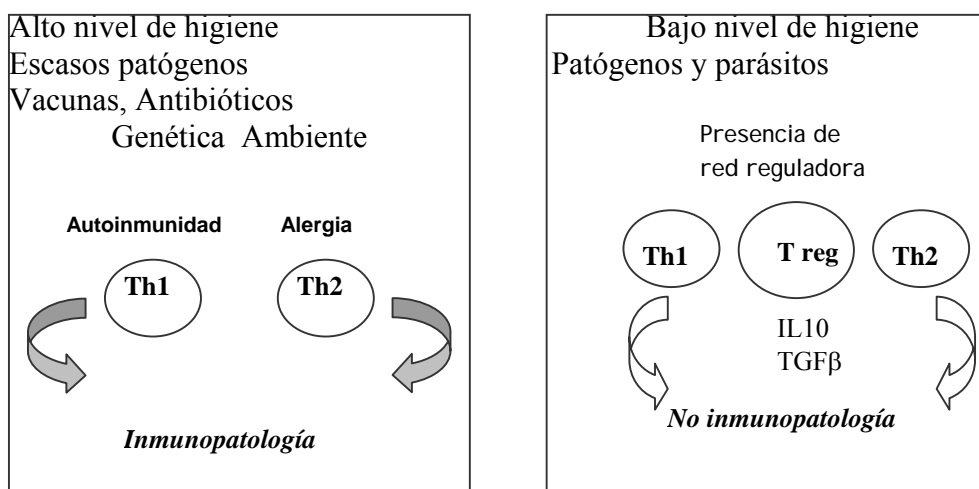 Alto nivel de higiene
Escasos patógenos
Vacunas, Antibióticos
Genética Ambiente
Autoinmunidad Alergia
Th1 Th2
Inmunopatología
Bajo nivel de higiene
Patógenos y parásitos
Presencia de
red reguladora
Th1 T reg Th2
IL10
TGFβ
No inmunopatología